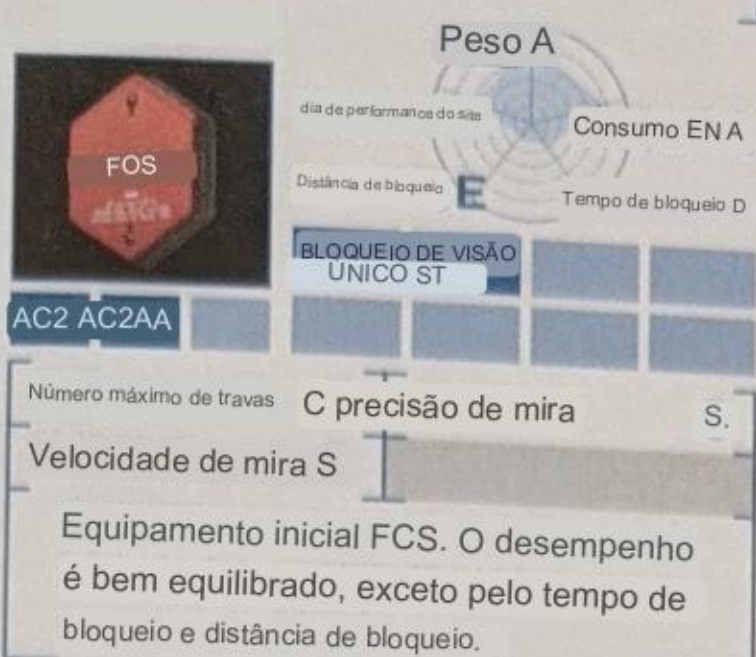 Peso A
FOS
dia de performance do site
Consumo EN A
Distância de bloqueio E
Tempo de bloqueio D
BLOQUEIO DE VISÃO
ÚNICO ST
AC2 AC2AA
Número máximo de travas C precisão de mira S.
Velocidade de mira S
Equipamento inicial FCS. O desempenho
é bem equilibrado, exceto pelo tempo de
bloqueio e distância de bloqueio.